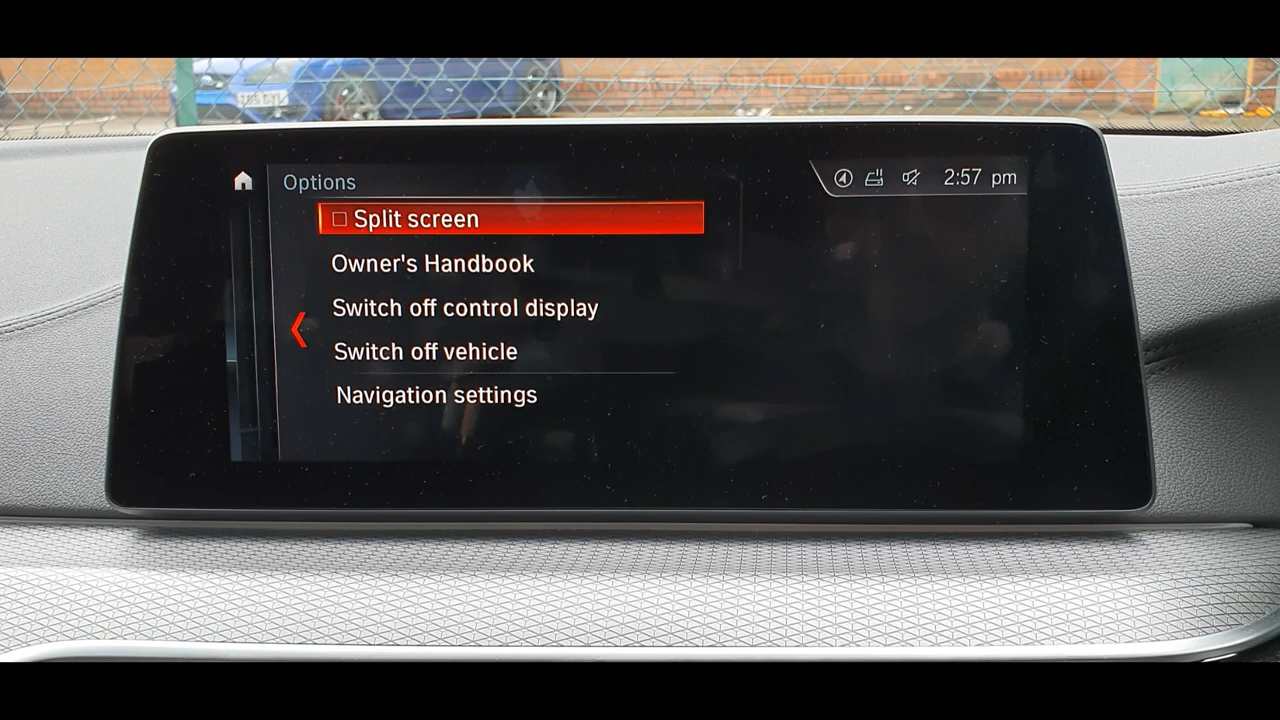 Options
2:57 pm
Split screen
Owner's Handbook
Switch off control display
Switch off vehicle
Navigation settings